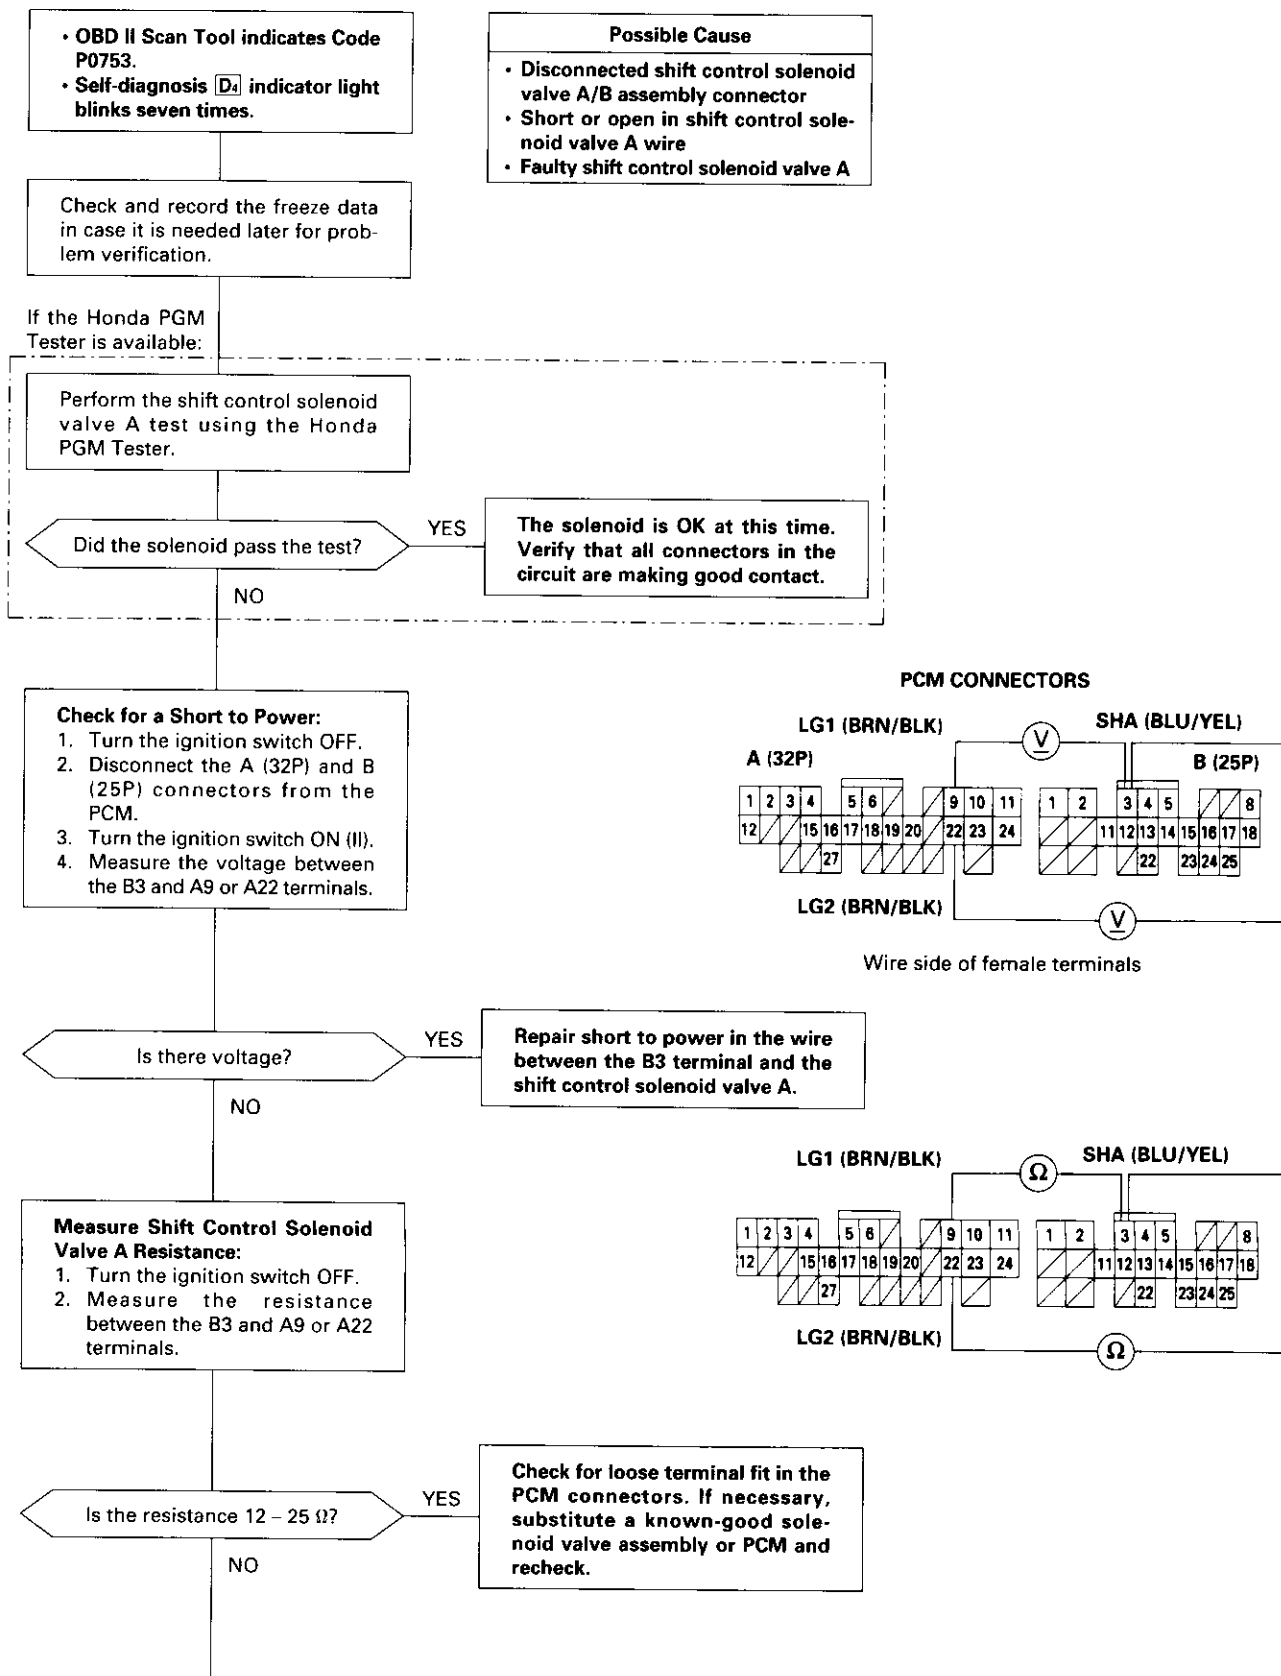 • OBD II Scan Tool indicates Code
P0753.
• Self-diagnosis D4 indicator light
blinks seven times.
Possible Cause
• Disconnected shift control solenoid
valve A/B assembly connector
• Short or open in shift control sole-
noid valve A wire
• Faulty shift control solenoid valve A
Check and record the freeze data
in case it is needed later for prob-
lem verification.
If the Honda PGM
Tester is available:
Perform the shift control solenoid
valve A test using the Honda
PGM Tester.
Did the solenoid pass the test?
YES
The solenoid is OK at this time.
Verify that all connectors in the
circuit are making good contact.
NO
Check for a Short to Power:
1. Turn the ignition switch OFF.
2. Disconnect the A (32P) and B
(25P) connectors from the
PCM.
3. Turn the ignition switch ON (II).
4. Measure the voltage between
the B3 and A9 or A22 terminals.
PCM CONNECTORS
LG1 (BRN/BLK)
V
SHA (BLU/YEL)
A (32P)
B (25P)
1 2 3 4 5 6 9 10 11
1 2 3 4 5 8
12 15 16 17 18 19 20 22 23 24
11 12 13 14 15 16 17 18
27
22 23 24 25
LG2 (BRN/BLK)
V
Wire side of female terminals
Is there voltage?
YES
Repair short to power in the wire
between the B3 terminal and the
shift control solenoid valve A.
NO
Measure Shift Control Solenoid
Valve A Resistance:
1. Turn the ignition switch OFF.
2. Measure the resistance
between the B3 and A9 or A22
terminals.
LG1 (BRN/BLK)
Ω
SHA (BLU/YEL)
1 2 3 4 5 6 9 10 11
1 2 3 4 5 8
12 15 16 17 18 19 20 22 23 24
11 12 13 14 15 16 17 18
27
22 23 24 25
LG2 (BRN/BLK)
Ω
Is the resistance 12 – 25 Ω?
YES
Check for loose terminal fit in the
PCM connectors. If necessary,
substitute a known-good sole-
noid valve assembly or PCM and
recheck.
NO